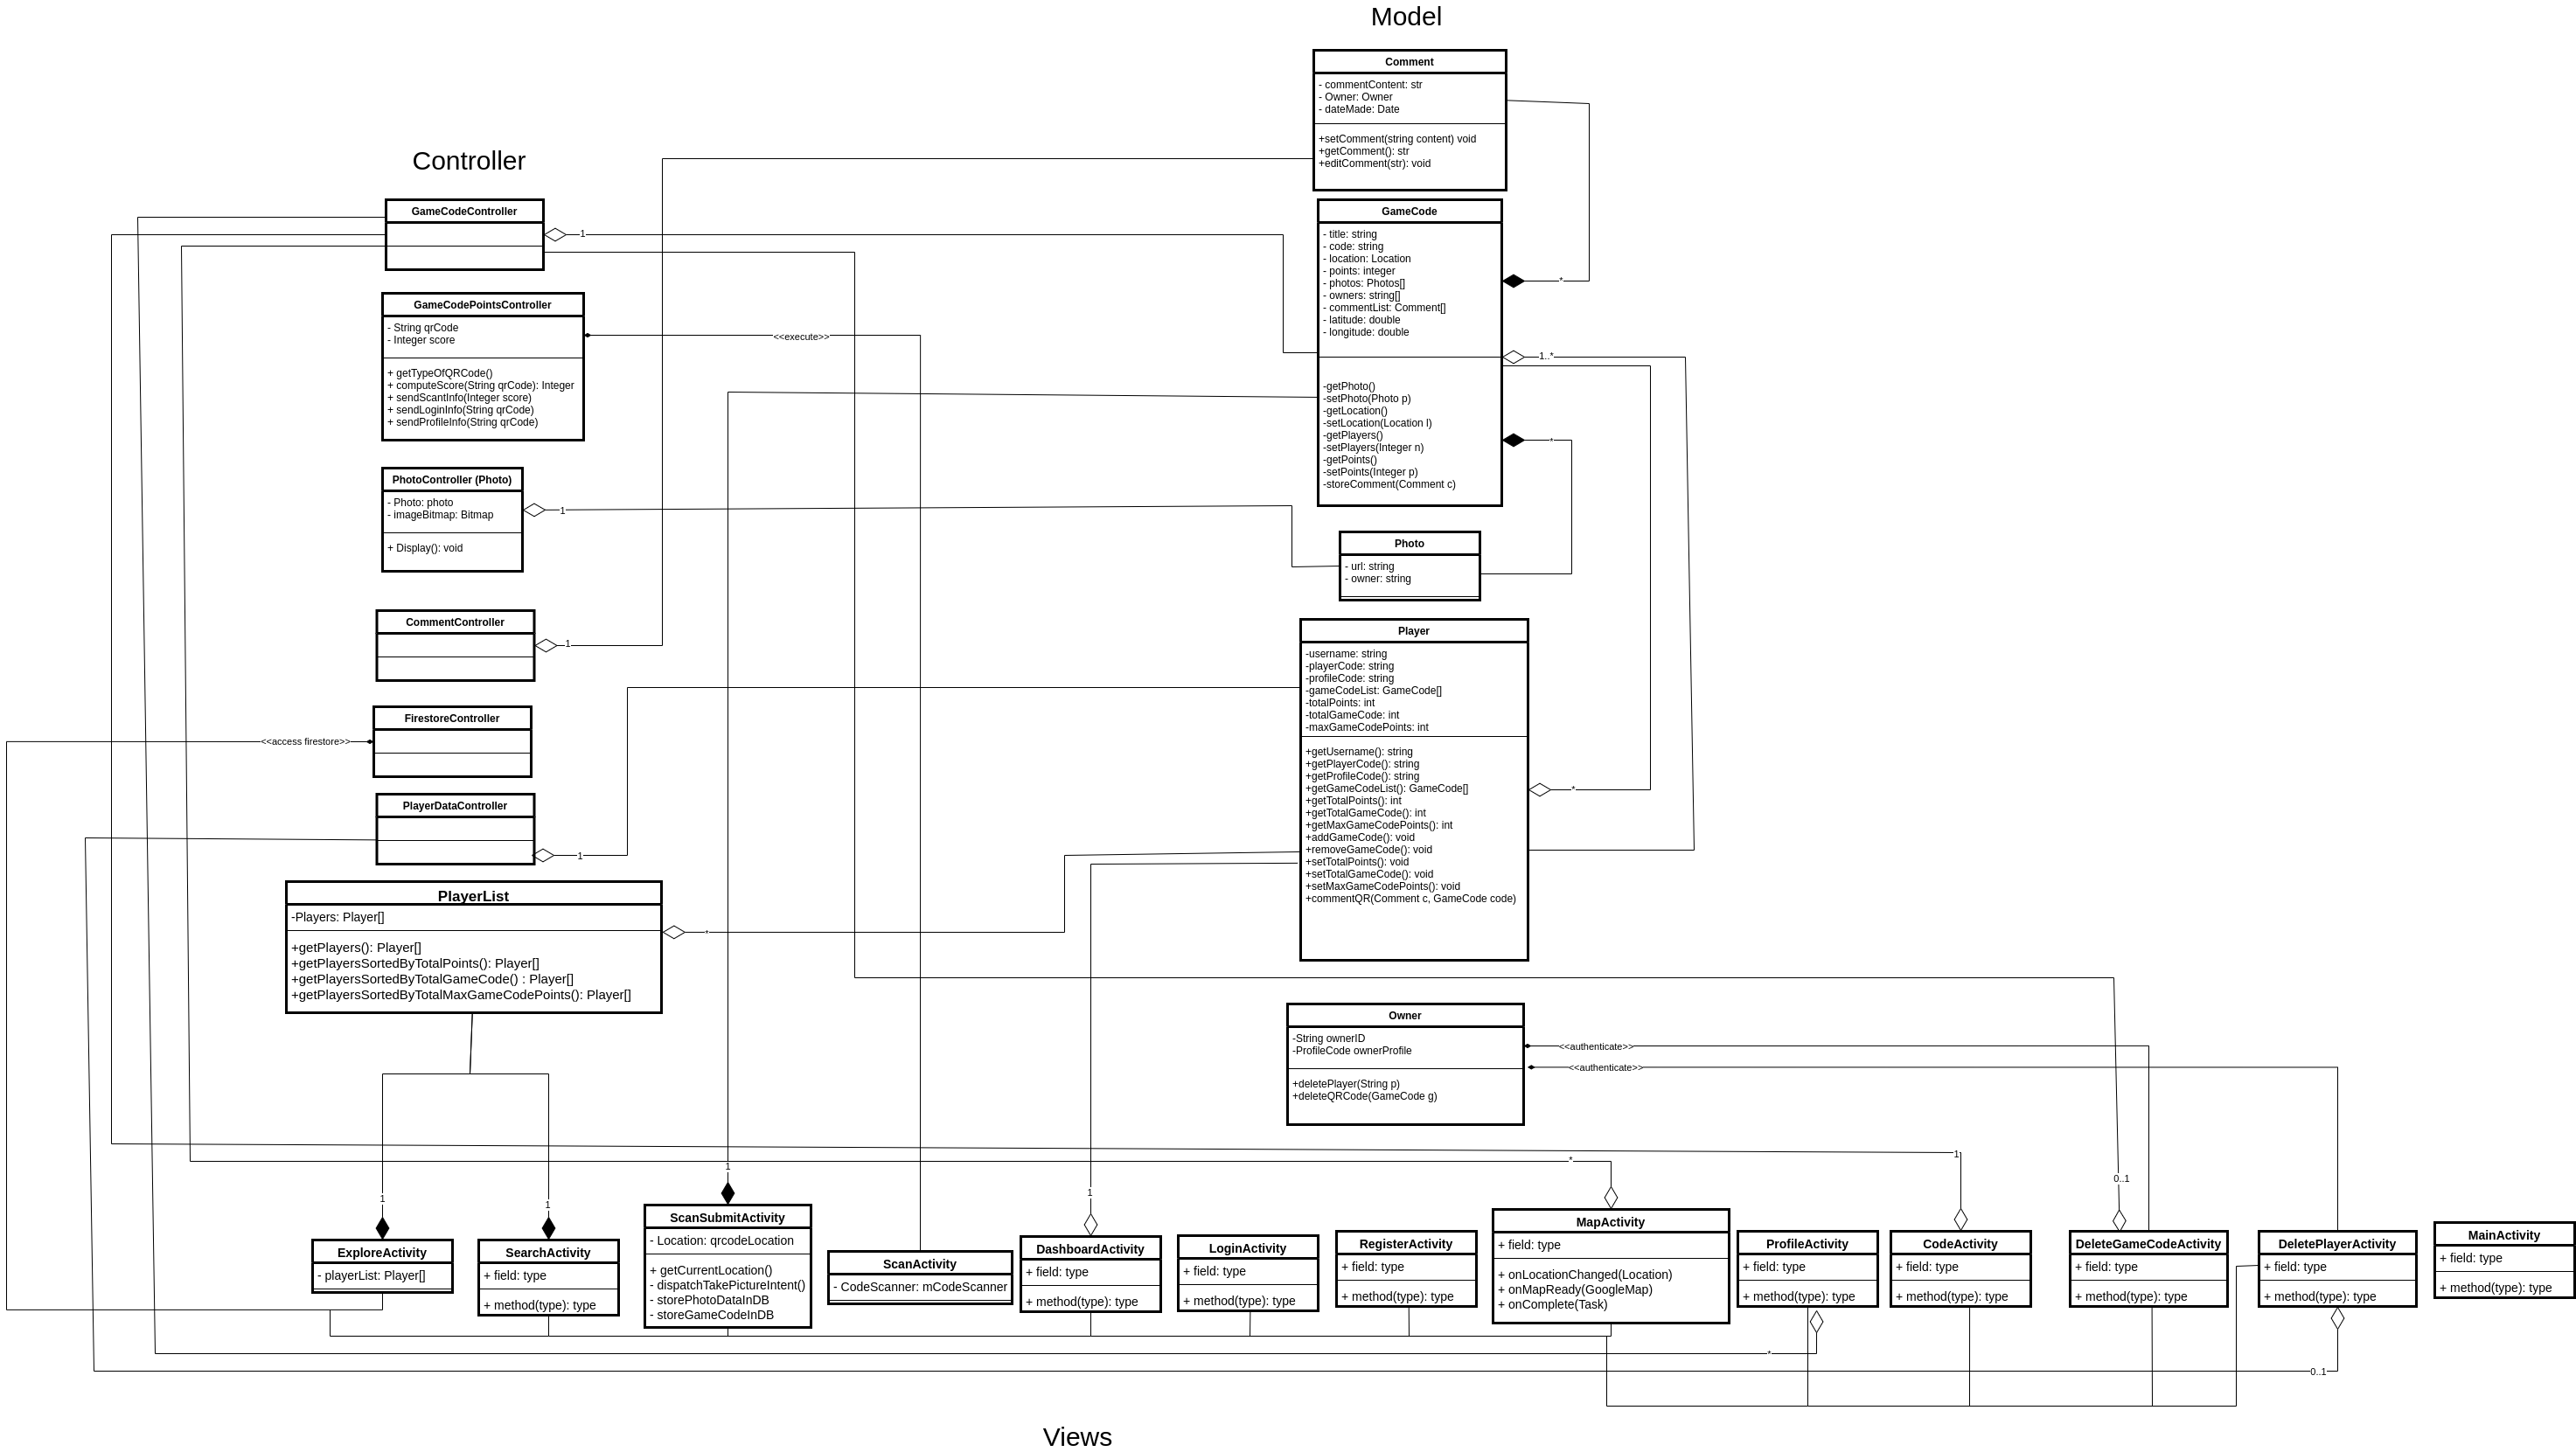 Model
Comment
- commentContent: str
- Owner: Owner
- dateMade: Date
+setComment(string content) void
+getComment(): str
+editComment(str): void
Controller
GameCodeController
1
GameCode
- title: string
- code: string
- location: Location
- points: integer
- photos: Photos[]
- owners: string[]
- commentList: Comment[]
- latitude: double
- longitude: double
*
1..*
-getPhoto()
-setPhoto(Photo p)
-getLocation()
-setLocation(Location l)
-getPlayers()
-setPlayers(Integer n)
-getPoints()
-setPoints(Integer p)
-storeComment(Comment c)
*
GameCodePointsController
- String qrCode
- Integer score
+ getTypeOfQRCode()
+ computeScore(String qrCode): Integer
+ sendScantInfo(Integer score)
+ sendLoginInfo(String qrCode)
+ sendProfileInfo(String qrCode)
<<execute>>
PhotoController (Photo)
- Photo: photo
- imageBitmap: Bitmap
+ Display(): void
1
Photo
- url: string
- owner: string
CommentController
1
Player
-username: string
-playerCode: string
-profileCode: string
-gameCodeList: GameCode[]
-totalPoints: int
-totalGameCode: int
-maxGameCodePoints: int
+getUsername(): string
+getPlayerCode(): string
+getProfileCode(): string
+getGameCodeList(): GameCode[]
+getTotalPoints(): int
+getTotalGameCode(): int
+getMaxGameCodePoints(): int
+addGameCode(): void
+removeGameCode(): void
+setTotalPoints(): void
+setTotalGameCode(): void
+setMaxGameCodePoints(): void
+commentQR(Comment c, GameCode code)
*
FirestoreController
<<access firestore>>
PlayerDataController
1
PlayerList
-Players: Player[]
+getPlayers(): Player[]
+getPlayersSortedByTotalPoints(): Player[]
+getPlayersSortedByTotalGameCode() : Player[]
+getPlayersSortedByTotalMaxGameCodePoints(): Player[]
*
Owner
-String ownerID
-ProfileCode ownerProfile
+deletePlayer(String p)
+deleteQRCode(GameCode g)
<<authenticate>>
<<authenticate>>
1
1
1
1
*
1
0..1
ExploreActivity
- playerList: Player[]
SearchActivity
+ field: type
+ method(type): type
ScanSubmitActivity
- Location: qrcodeLocation
+ getCurrentLocation()
- dispatchTakePictureIntent()
- storePhotoDataInDB
- storeGameCodeInDB
ScanActivity
- CodeScanner: mCodeScanner
DashboardActivity
+ field: type
+ method(type): type
LoginActivity
+ field: type
+ method(type): type
RegisterActivity
+ field: type
+ method(type): type
MapActivity
+ field: type
+ onLocationChanged(Location)
+ onMapReady(GoogleMap)
+ onComplete(Task)
ProfileActivity
+ field: type
+ method(type): type
CodeActivity
+ field: type
+ method(type): type
DeleteGameCodeActivity
+ field: type
+ method(type): type
DeletePlayerActivity
+ field: type
+ method(type): type
MainActivity
+ field: type
+ method(type): type
*
0..1
Views